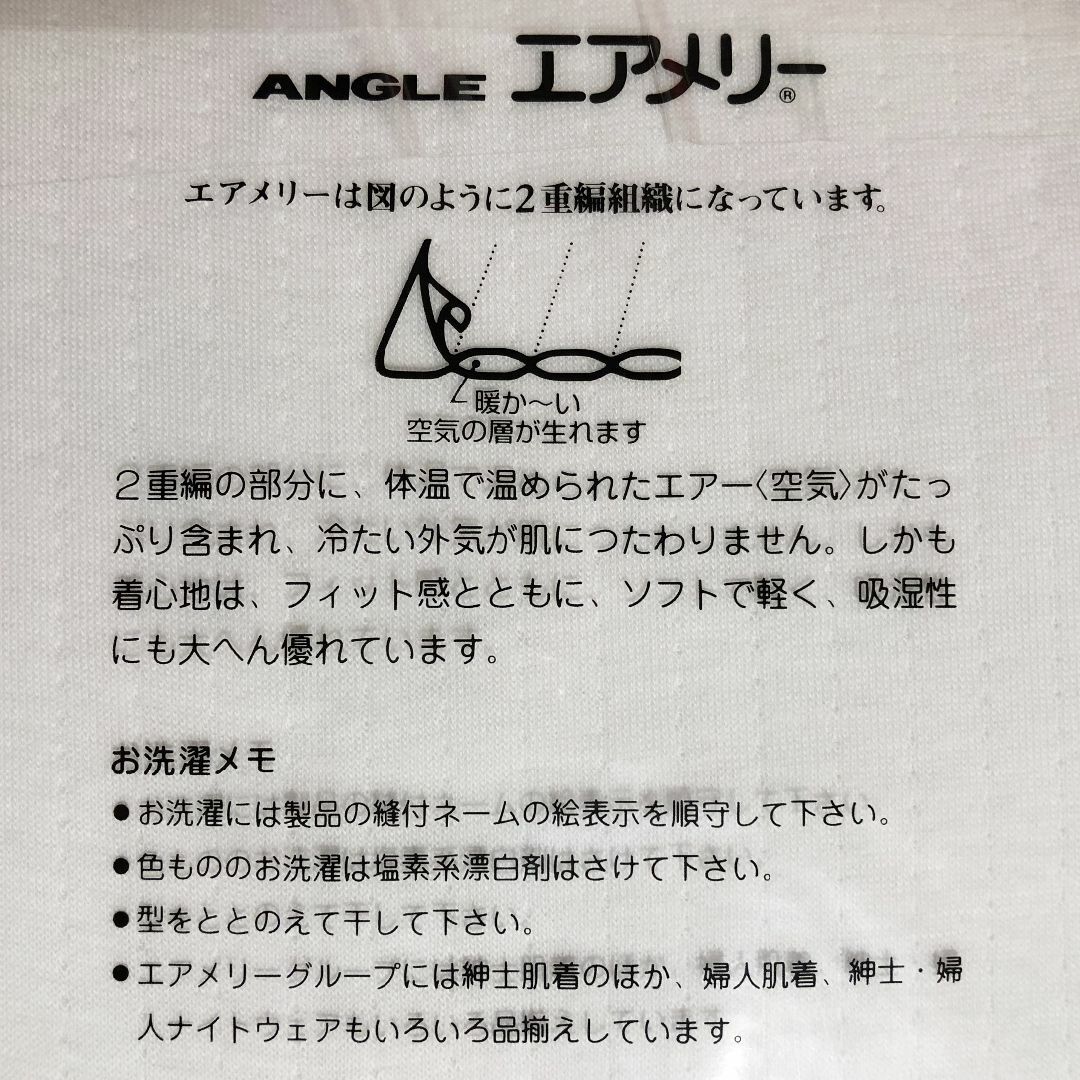 ANGLE エアメリー®
エアメリーは図のように2重編組織になっています。
暖か〜い
空気の層が生れます
2重編の部分に、体温で温められたエアー〈空気〉がたっ
ぷり含まれ、冷たい外気が肌につたわりません。しかも
着心地は、フィット感とともに、ソフトで軽く、吸湿性
にも大へん優れています。
お洗濯メモ
●お洗濯には製品の縫付ネームの絵表示を順守して下さい。
●色もののお洗濯は塩素系漂白剤はさけて下さい。
●型をととのえて干して下さい。
●エアメリーグループには紳士肌着のほか、婦人肌着、紳士・婦
人ナイトウェアもいろいろ品揃えしています。